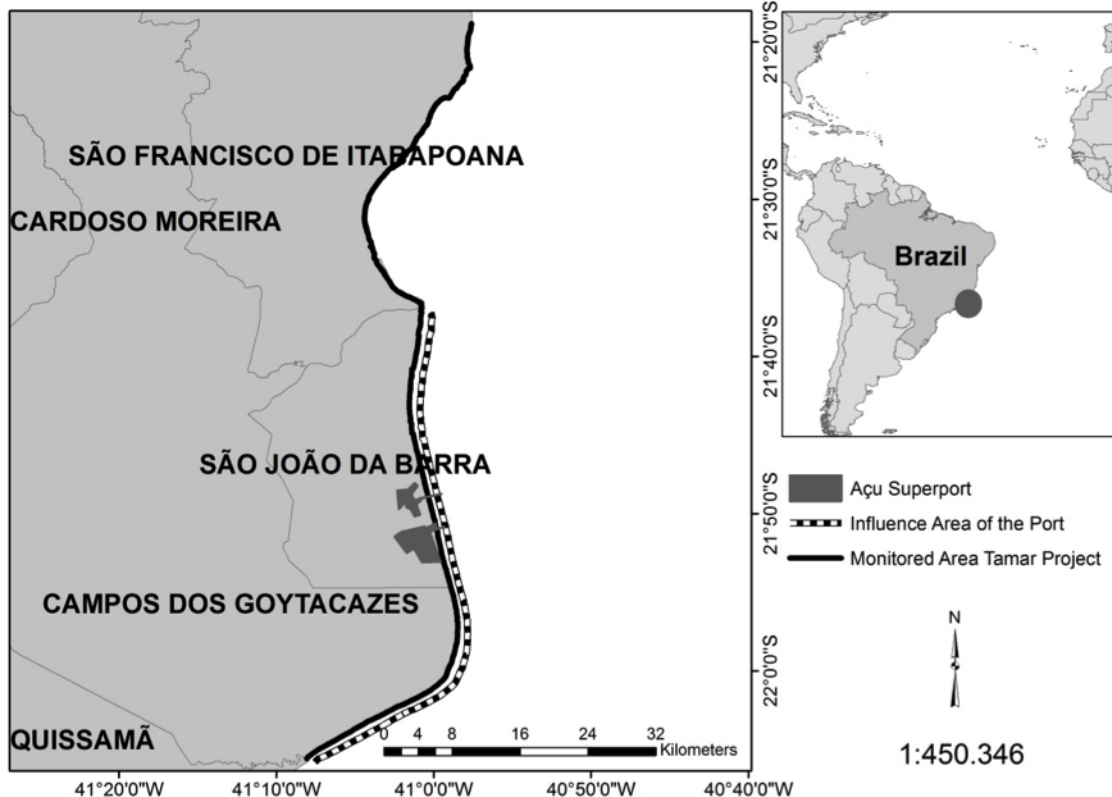 SÃO FRANCISCO DE ITABAPOANA
CARDOSO MOREIRA
SÃO JOÃO DA BARRA
CAMPOS DOS GOYTACAZES
QUISSAMÃ
0 4 8 16 24 32
Kilometers
41°20'0"W 41°10'0"W 41°0'0"W 40°50'0"W 40°40'0"W
21°20'0"S
21°30'0"S
21°40'0"S
21°50'0"S
22°0'0"S
Brazil
Açu Superport
Influence Area of the Port
Monitored Area Tamar Project
N
1:450.346